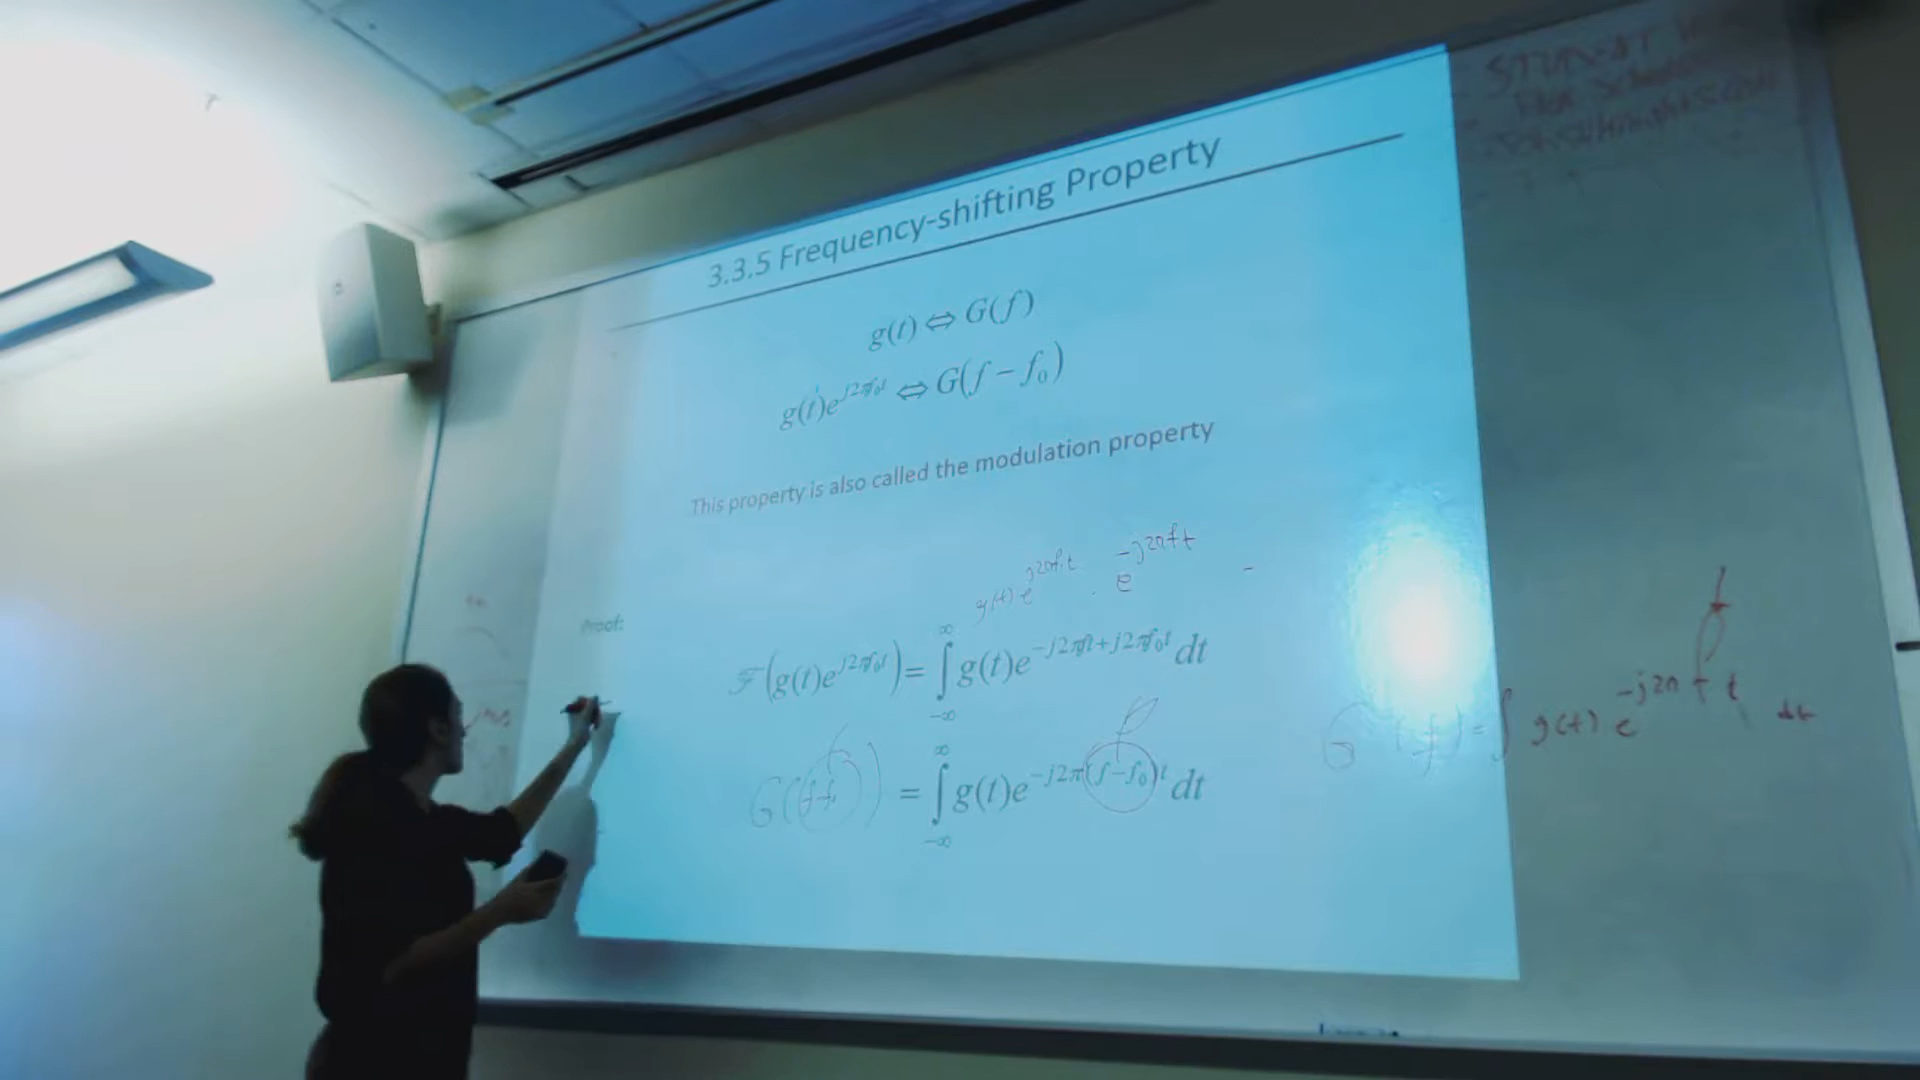 STUDENT
3.3.5 Frequency-shifting Property
g(t) ⇔ G(f)
g(t)e^{j2πf₀t} ⇔ G(f − f₀)
This property is also called the modulation property
g(t) e^{j2πf₀t} . e^{-j2πft}
Proof:
ℱ(g(t)e^{j2πf₀t}) = ∫_{-∞}^{∞} g(t)e^{-j2πft+j2πf₀t} dt
G(f) = ∫ g(t) e^{-j2πft} dt
G(f-f₀) = ∫_{-∞}^{∞} g(t)e^{-j2π(f−f₀)t} dt